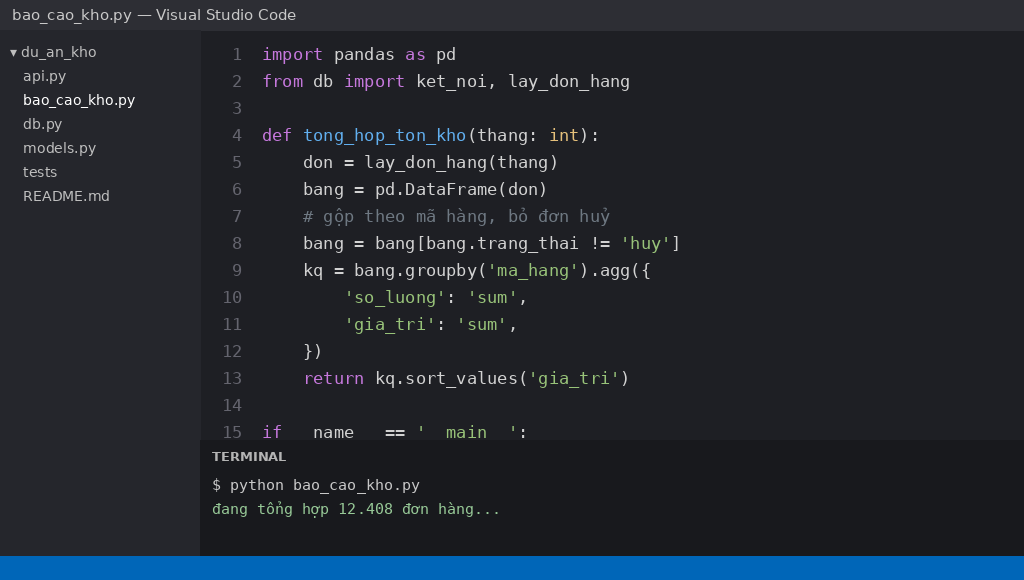 bao_cao_kho.py — Visual Studio Code
▾ du_an_kho
api.py
bao_cao_kho.py
db.py
models.py
tests
README.md
1 import pandas as pd
2 from db import ket_noi, lay_don_hang
3
4 def tong_hop_ton_kho(thang: int):
5     don = lay_don_hang(thang)
6     bang = pd.DataFrame(don)
7     # gộp theo mã hàng, bỏ đơn huỷ
8     bang = bang[bang.trang_thai != 'huy']
9     kq = bang.groupby('ma_hang').agg({
10         'so_luong': 'sum',
11         'gia_tri': 'sum',
12     })
13     return kq.sort_values('gia_tri')
14
15 if __name__ == '__main__':
TERMINAL
$ python bao_cao_kho.py
đang tổng hợp 12.408 đơn hàng...